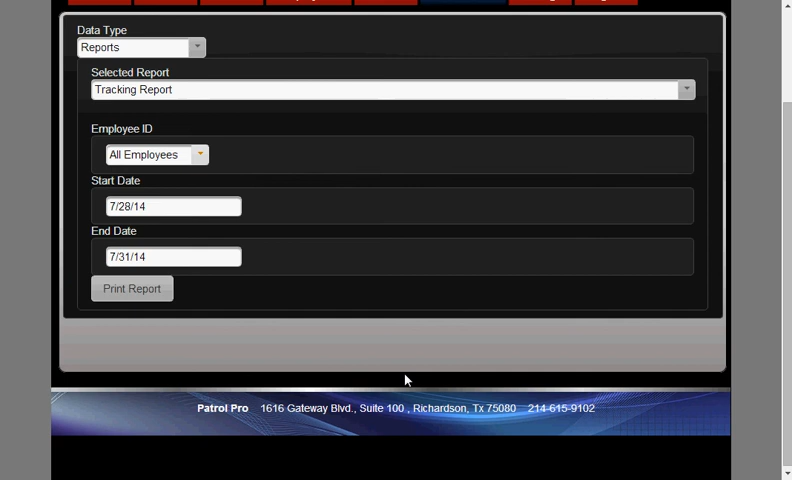 Data Type
Reports
Selected Report
Tracking Report
Employee ID
All Employees
Start Date
7/28/14
End Date
7/31/14
Print Report
Patrol Pro 1616 Gateway Blvd., Suite 100 , Richardson, Tx 75080 214-615-9102